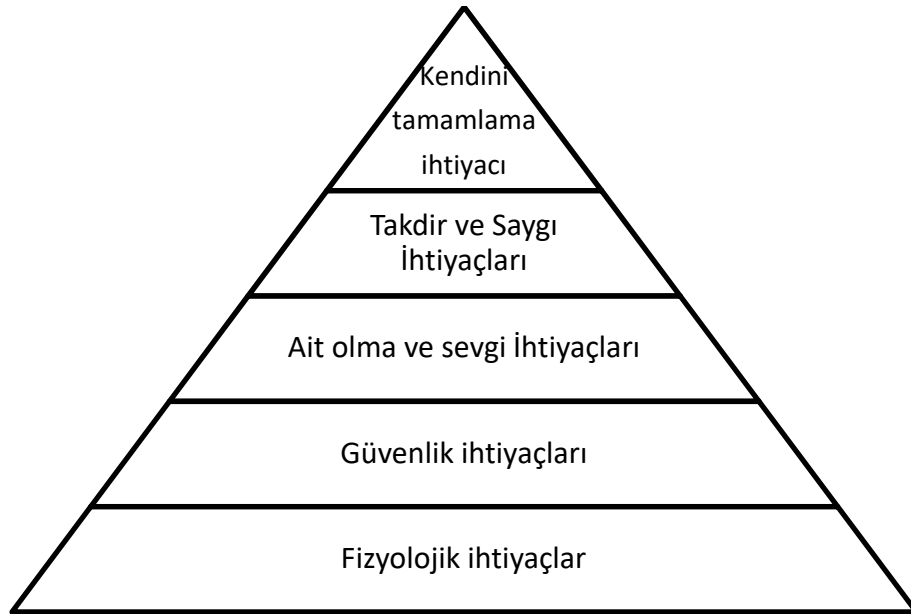 Kendini
tamamlama
ihtiyacı
Takdir ve Saygı
İhtiyaçları
Ait olma ve sevgi İhtiyaçları
Güvenlik ihtiyaçları
Fizyolojik ihtiyaçlar